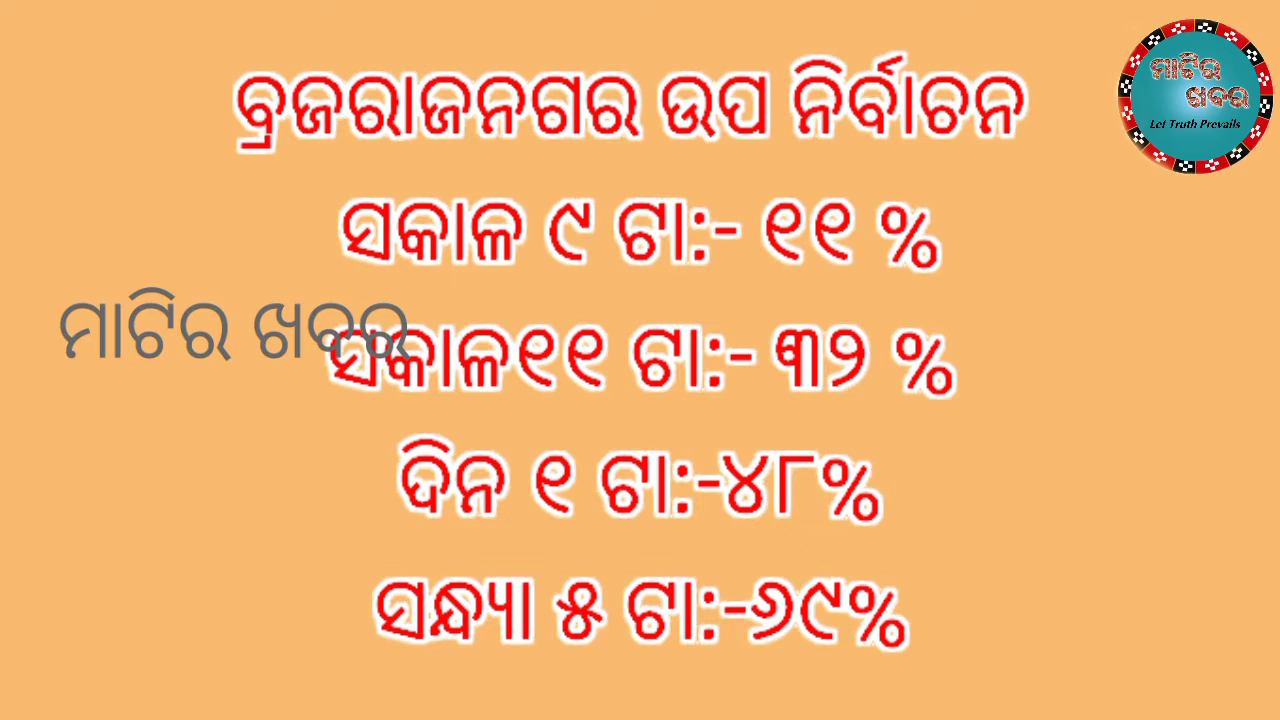 ବ୍ରଜରାଜନଗର ଉପ ନିର୍ବାଚନ
ମାଟିର
ଖବର
Let Truth Prevails
ସକାଳ ୯ ଟା:- ୧୧ %
ମାଟିର ଖବର
ସକାଳ୧୧ ଟା:- ୩୨ %
ଦିନ ୧ ଟା:-୪୮%
ସନ୍ଧ୍ୟା ୫ ଟା:-୬୯%